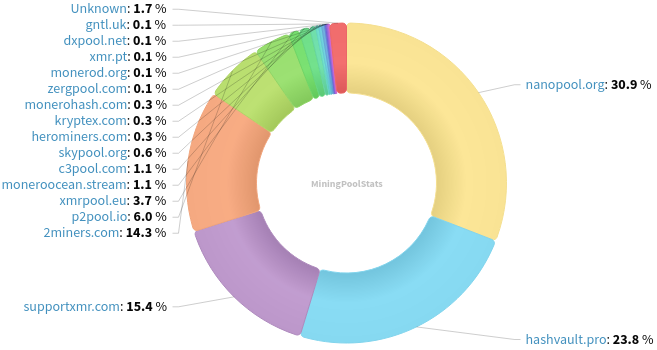 Unknown: 1.7 %
gntl.uk: 0.1 %
dxpool.net: 0.1 %
xmr.pt: 0.1 %
monerod.org: 0.1 %
zergpool.com: 0.1 %
monerohash.com: 0.3 %
kryptex.com: 0.3 %
herominers.com: 0.3 %
skypool.org: 0.6 %
c3pool.com: 1.1 %
moneroocean.stream: 1.1 %
xmrpool.eu: 3.7 %
p2pool.io: 6.0 %
2miners.com: 14.3 %
supportxmr.com: 15.4 %
MiningPoolStats
nanopool.org: 30.9 %
hashvault.pro: 23.8 %